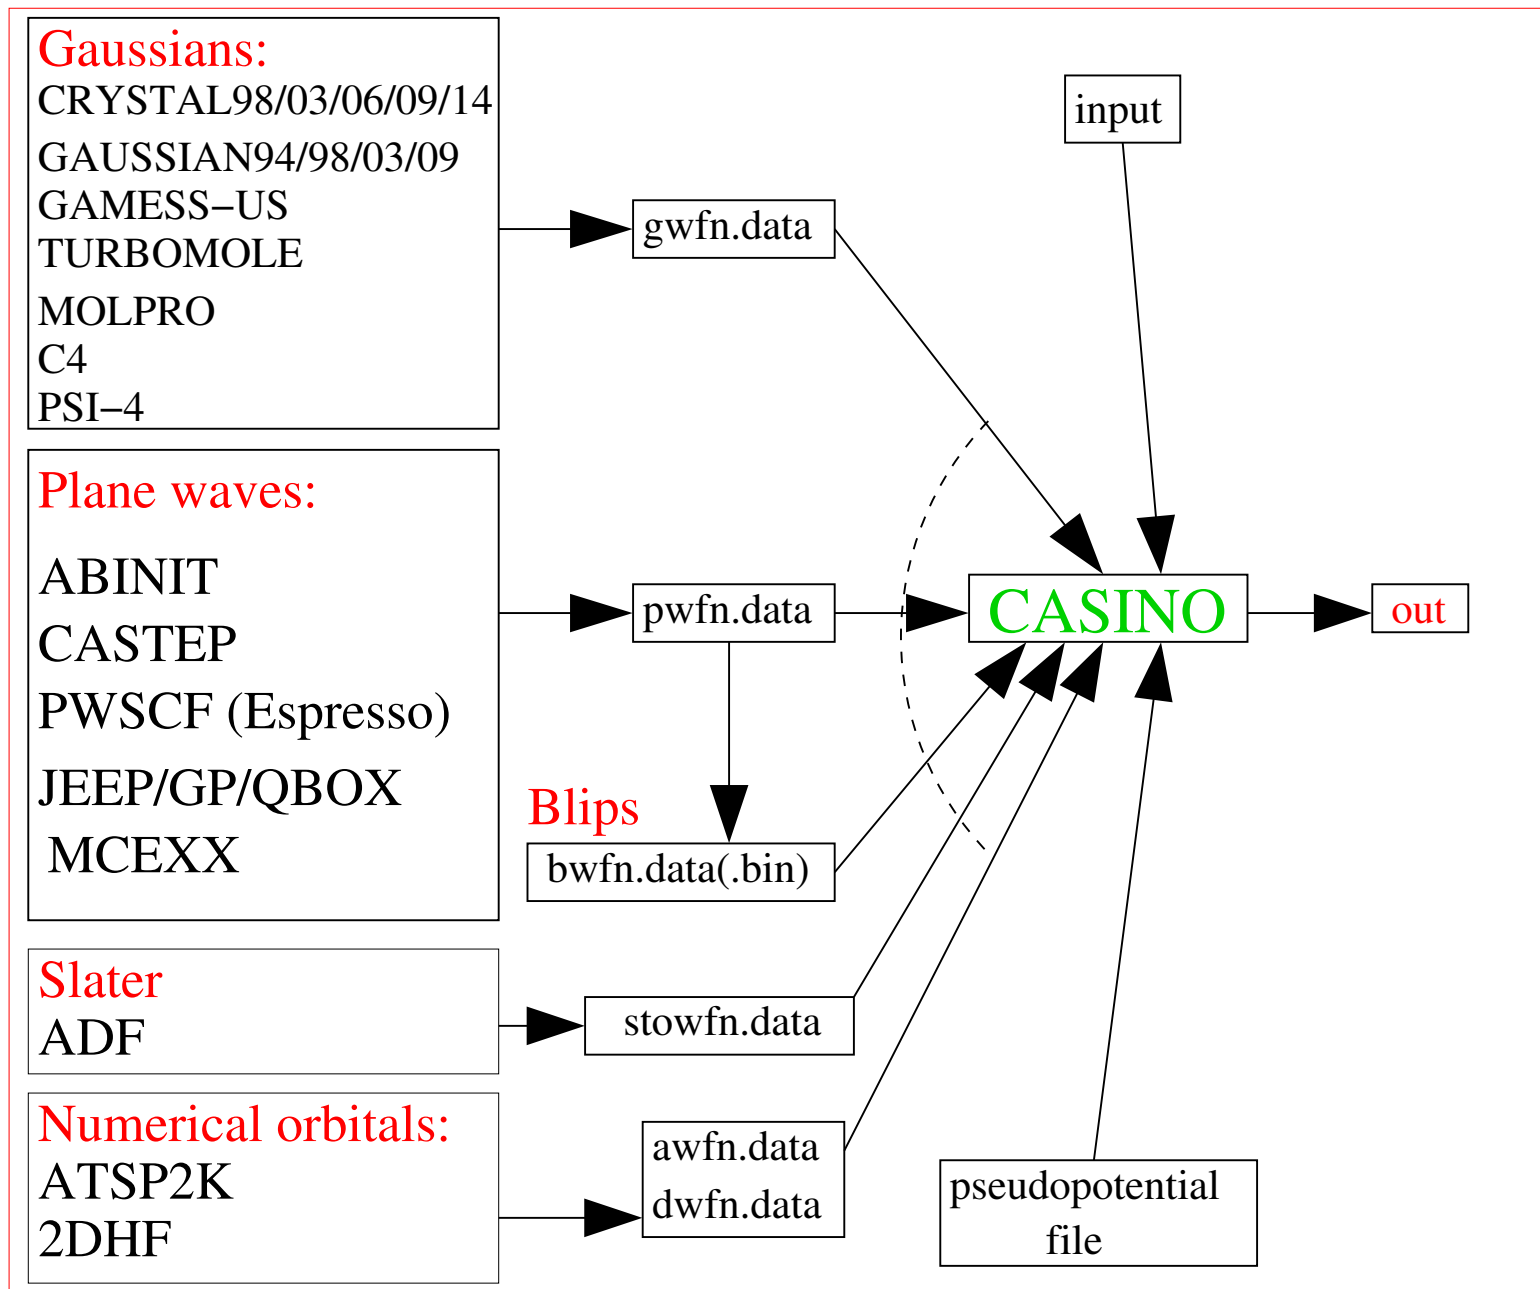 Gaussians:
CRYSTAL98/03/06/09/14
GAUSSIAN94/98/03/09
GAMESS−US
TURBOMOLE
MOLPRO
C4
PSI−4
Plane waves:
ABINIT
CASTEP
PWSCF (Espresso)
JEEP/GP/QBOX
MCEXX
Slater
ADF
Numerical orbitals:
ATSP2K
2DHF
gwfn.data
pwfn.data
Blips
bwfn.data(.bin)
stowfn.data
awfn.data
dwfn.data
input
CASINO
out
pseudopotential
file